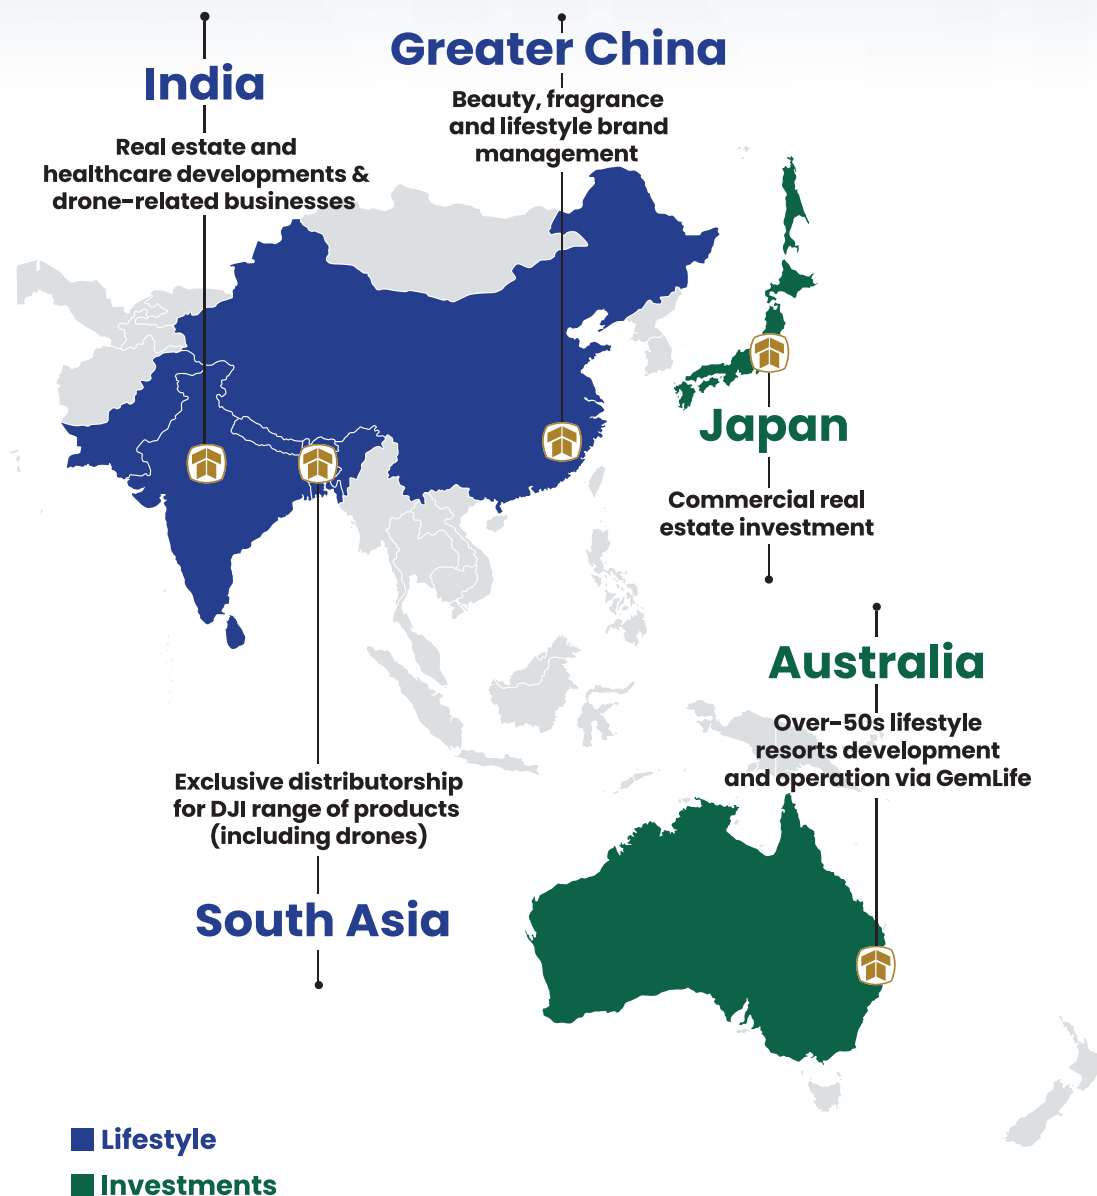 India
Real estate and
healthcare developments &
drone-related businesses
Greater China
Beauty, fragrance
and lifestyle brand
management
Japan
Commercial real
estate investment
Australia
Over-50s lifestyle
resorts development
and operation via GemLife
Exclusive distributorship
for DJI range of products
(including drones)
South Asia
Lifestyle
Investments